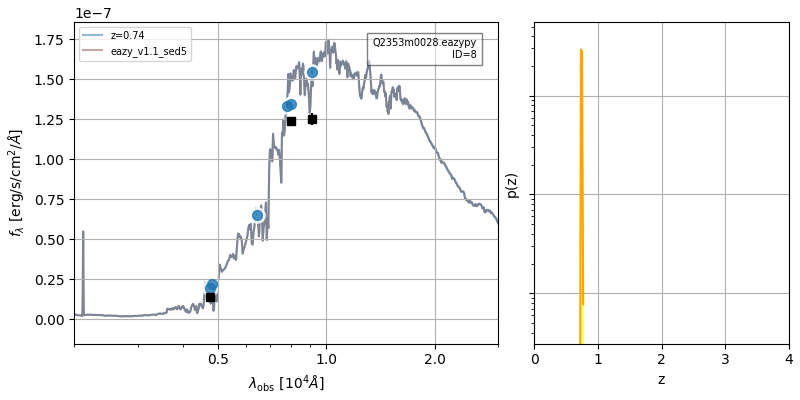 1e−7
z=0.74
eazy_v1.1_sed5
Q2353m0028.eazypy
ID=8
1.75
1.50
1.25
1.00
0.75
0.50
0.25
0.00
fλ [erg/s/cm²/Å]
0.5
1.0
2.0
λobs [10⁴Å]
p(z)
0
1
2
3
4
z